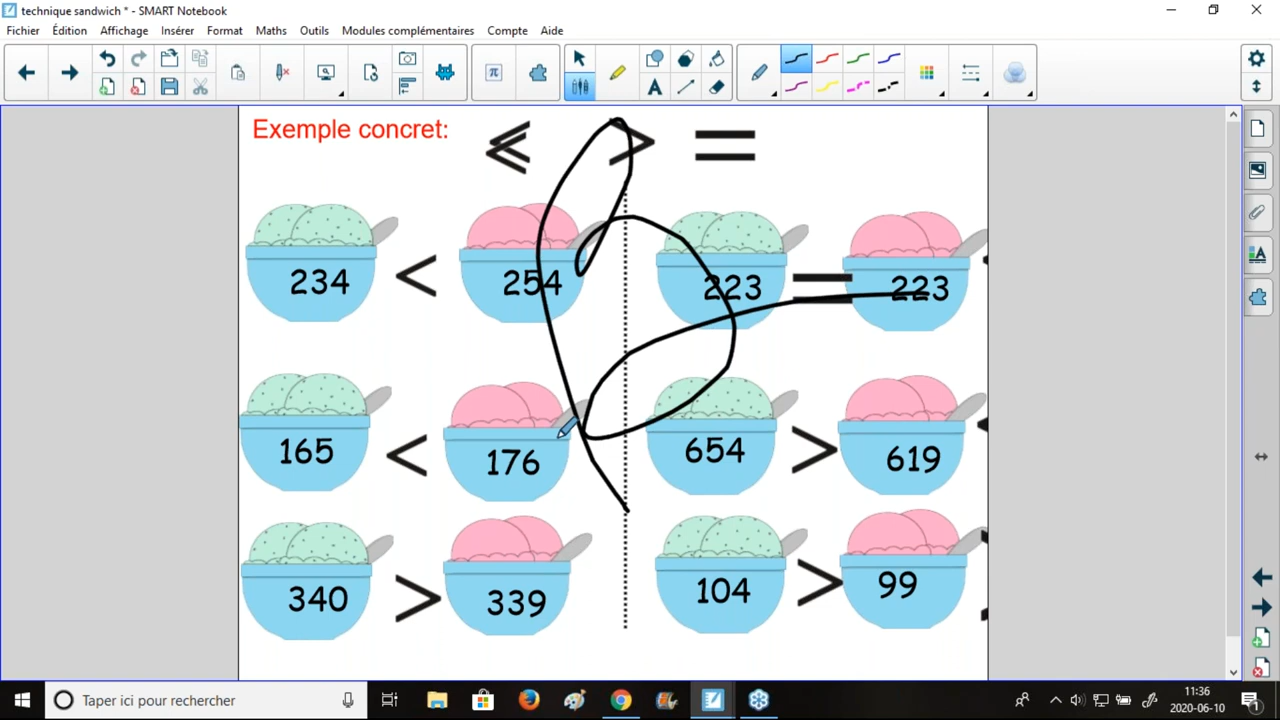 technique sandwich * - SMART Notebook
Fichier Édition Affichage Insérer Format Maths Outils Modules complémentaires Compte Aide
Exemple concret: < > =
234 < 254 223 = 223
165 < 176 654 > 619
340 > 339 104 > 99
Taper ici pour rechercher
11:36
2020-06-10